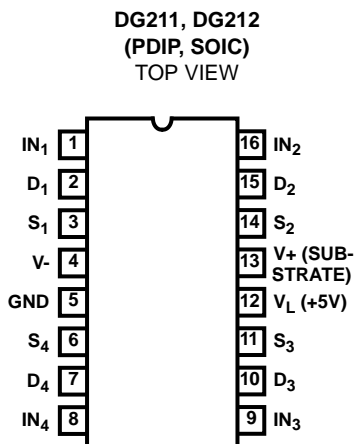 DG211, DG212
(PDIP, SOIC)
TOP VIEW
IN1 1 16 IN2
D1 2 15 D2
S1 3 14 S2
V- 4 13 V+ (SUB-
STRATE)
GND 5 12 VL (+5V)
S4 6 11 S3
D4 7 10 D3
IN4 8 9 IN3